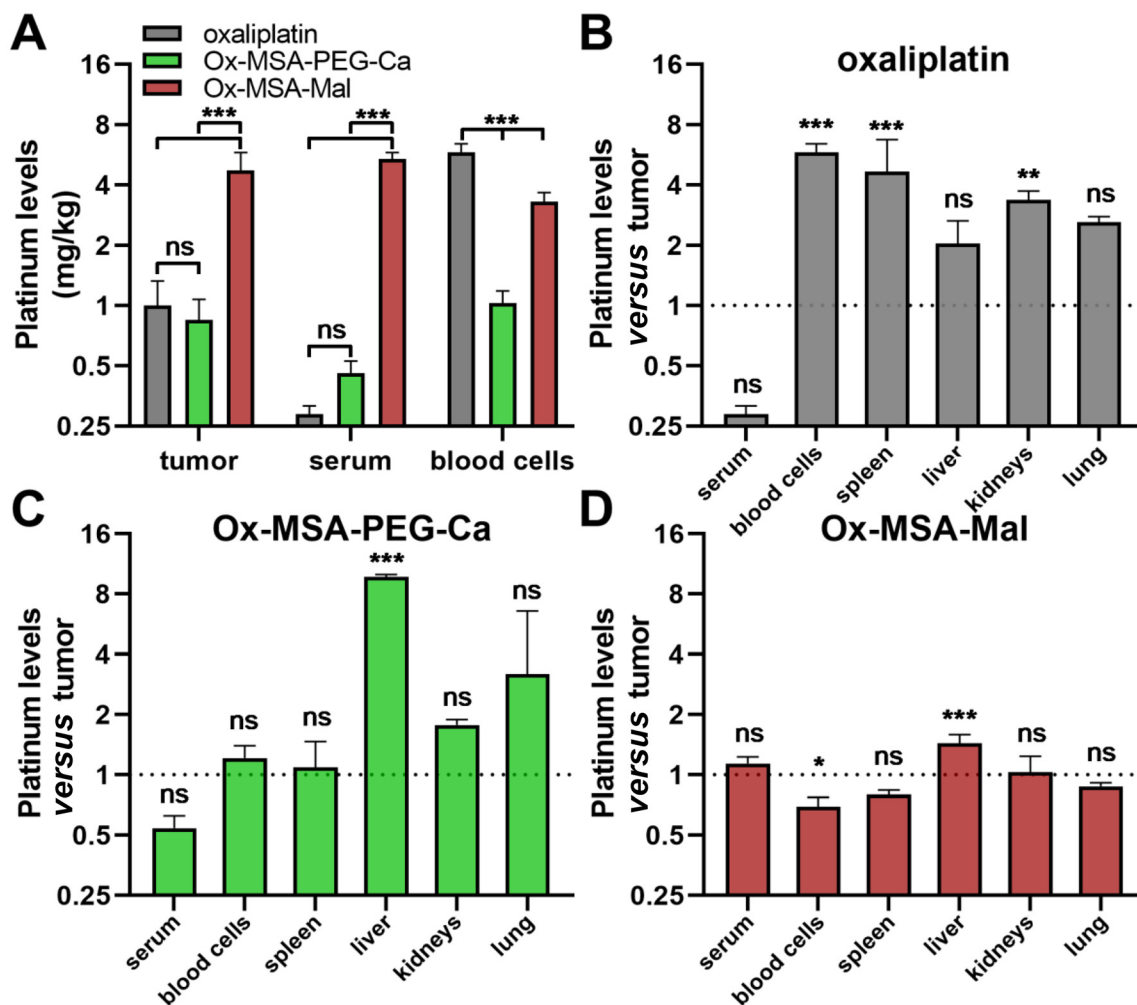 A
oxaliplatin
Ox-MSA-PEG-Ca
Ox-MSA-Mal
Platinum levels
(mg/kg)
16
8
4
2
1
0.5
0.25
ns
***
ns
***
***
tumor
serum
blood cells
B
oxaliplatin
Platinum levels
versus tumor
16
8
4
2
1
0.5
0.25
ns
***
***
ns
**
ns
serum
blood cells
spleen
liver
kidneys
lung
C
Ox-MSA-PEG-Ca
Platinum levels
versus tumor
16
8
4
2
1
0.5
0.25
ns
ns
ns
***
ns
ns
serum
blood cells
spleen
liver
kidneys
lung
D
Ox-MSA-Mal
Platinum levels
versus tumor
16
8
4
2
1
0.5
0.25
ns
*
ns
***
ns
ns
serum
blood cells
spleen
liver
kidneys
lung